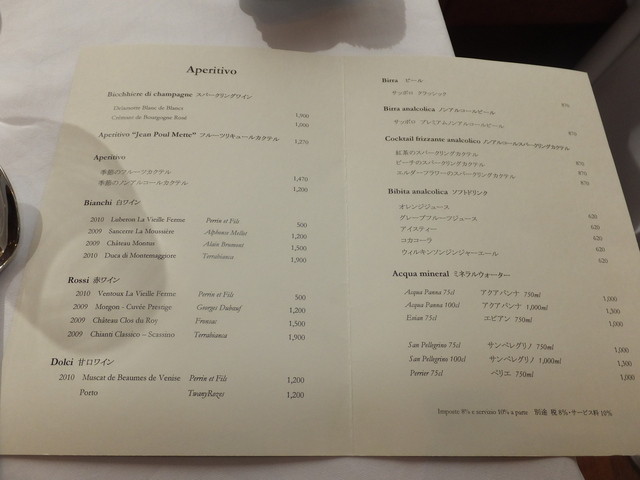 Aperitivo
Bicchiere di champagne スパークリングワイン
Blanc de Blancs 1,900
Crémant de Bourgogne Rosé 1,000
Aperitivo "Jean Poul Mette" フルーツリキュールカクテル 1,270
Aperitivo
季節のフルーツカクテル 1,470
季節のノンアルコールカクテル 1,200
Bianchi 白ワイン
2010 Luberon La Vieille Ferme Perrin et Fils 500
2009 Sancerre La Moussière Alphonse Mellot 1,200
2009 Château Montus Alain Brumont 1,500
2010 Duca di Montemaggiore Terrabianca 1,900
Rossi 赤ワイン
2010 Ventoux La Vieille Ferme Perrin et Fils 500
2009 Morgon - Cuvée Prestige Georges Duboeuf 1,200
2009 Château Clos du Roy Fronsac 1,500
2009 Chianti Classico - Scassino Terrabianca 1,900
Dolci 甘口ワイン
2010 Muscat de Beaumes de Venise Perrin et Fils 1,200
Porto TwanyRozes 1,200
Birra ビール
サッポロ クラッシック 870
Birra analcolica ノンアルコールビール
サッポロ プレミアムノンアルコールビール 870
Cocktail frizzante analcolico ノンアルコールスパークリングカクテル
紅茶のスパークリングカクテル 870
ピーチのスパークリングカクテル 870
エルダーフラワーのスパークリングカクテル 870
Bibita analcolica ソフトドリンク
オレンジジュース 620
グレープフルーツジュース 620
アイスティー 620
コカコーラ 620
ウィルキンソンジンジャーエール 620
Acqua mineral ミネラルウォーター
Acqua Panna 75cl アクアパンナ 750ml 1,000
Acqua Panna 100cl アクアパンナ 1,000ml 1,300
Evian 75cl エビアン 750ml 1,000
San Pellegrino 75cl サンペレグリノ 750ml 1,000
San Pellegrino 100cl サンペレグリノ 1,000ml 1,300
Perrier 75cl ペリエ 750ml 1,000
Imposte 8% e servizio 10% a parte. 別途 税 8%・サービス料 10%